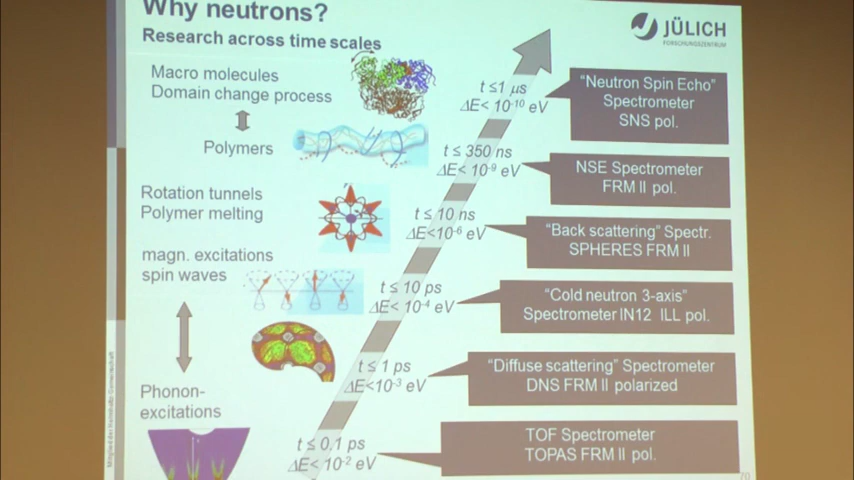 Why neutrons?
Research across time scales
JÜLICH
FORSCHUNGSZENTRUM
Macro molecules
Domain change process
Polymers
Rotation tunnels
Polymer melting
magn. excitations
spin waves
Phonon-
excitations
t ≤1 µs
ΔE< 10-10 eV
t ≤ 350 ns
ΔE< 10-9 eV
t ≤ 10 ns
ΔE<10-6 eV
t ≤ 10 ps
ΔE< 10-4 eV
t ≤ 1 ps
ΔE<10-3 eV
t ≤ 0,1 ps
ΔE< 10-2 eV
"Neutron Spin Echo"
Spectrometer
SNS pol.
NSE Spectrometer
FRM II pol.
"Back scattering" Spectr.
SPHERES FRM II
"Cold neutron 3-axis"
Spectrometer IN12 ILL pol.
"Diffuse scattering" Spectrometer
DNS FRM II polarized
TOF Spectrometer
TOPAS FRM II pol.
Mitglied der Helmholtz-Gemeinschaft
70